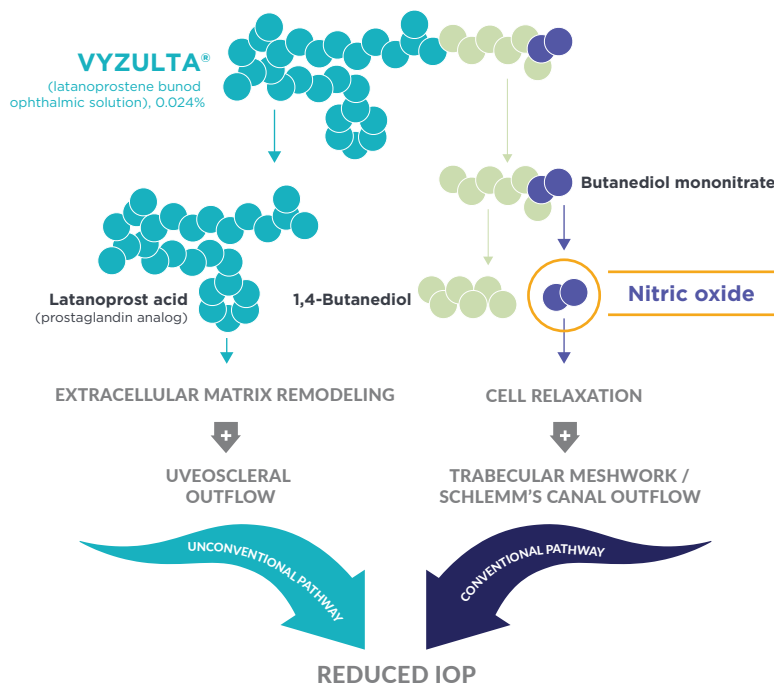 VYZULTA®
(latanoprostene bunod
ophthalmic solution), 0.024%
Butanediol mononitrate
Latanoprost acid
(prostaglandin analog)
1,4-Butanediol
Nitric oxide
EXTRACELLULAR MATRIX REMODELING
CELL RELAXATION
+
+
UVEOSCLERAL
OUTFLOW
TRABECULAR MESHWORK /
SCHLEMM'S CANAL OUTFLOW
UNCONVENTIONAL PATHWAY
CONVENTIONAL PATHWAY
REDUCED IOP